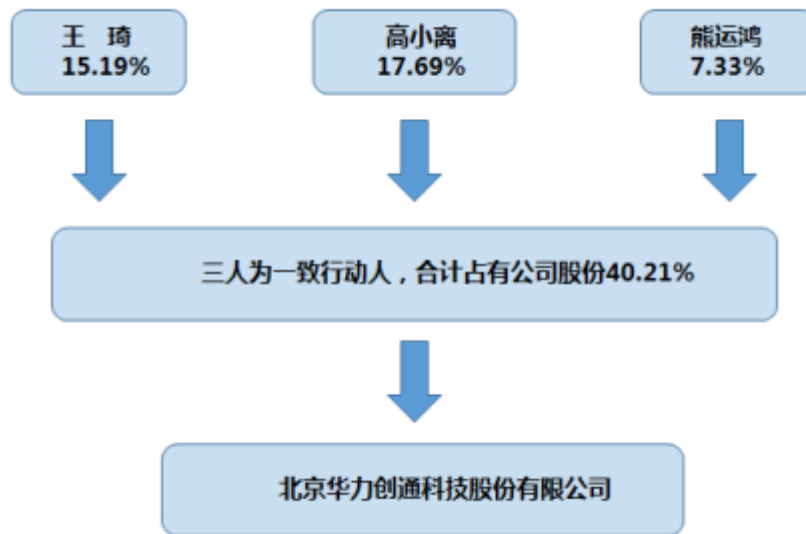 王 琦
15.19%
高小离
17.69%
熊运鸿
7.33%
三人为一致行动人，合计占有公司股份40.21%
北京华力创通科技股份有限公司